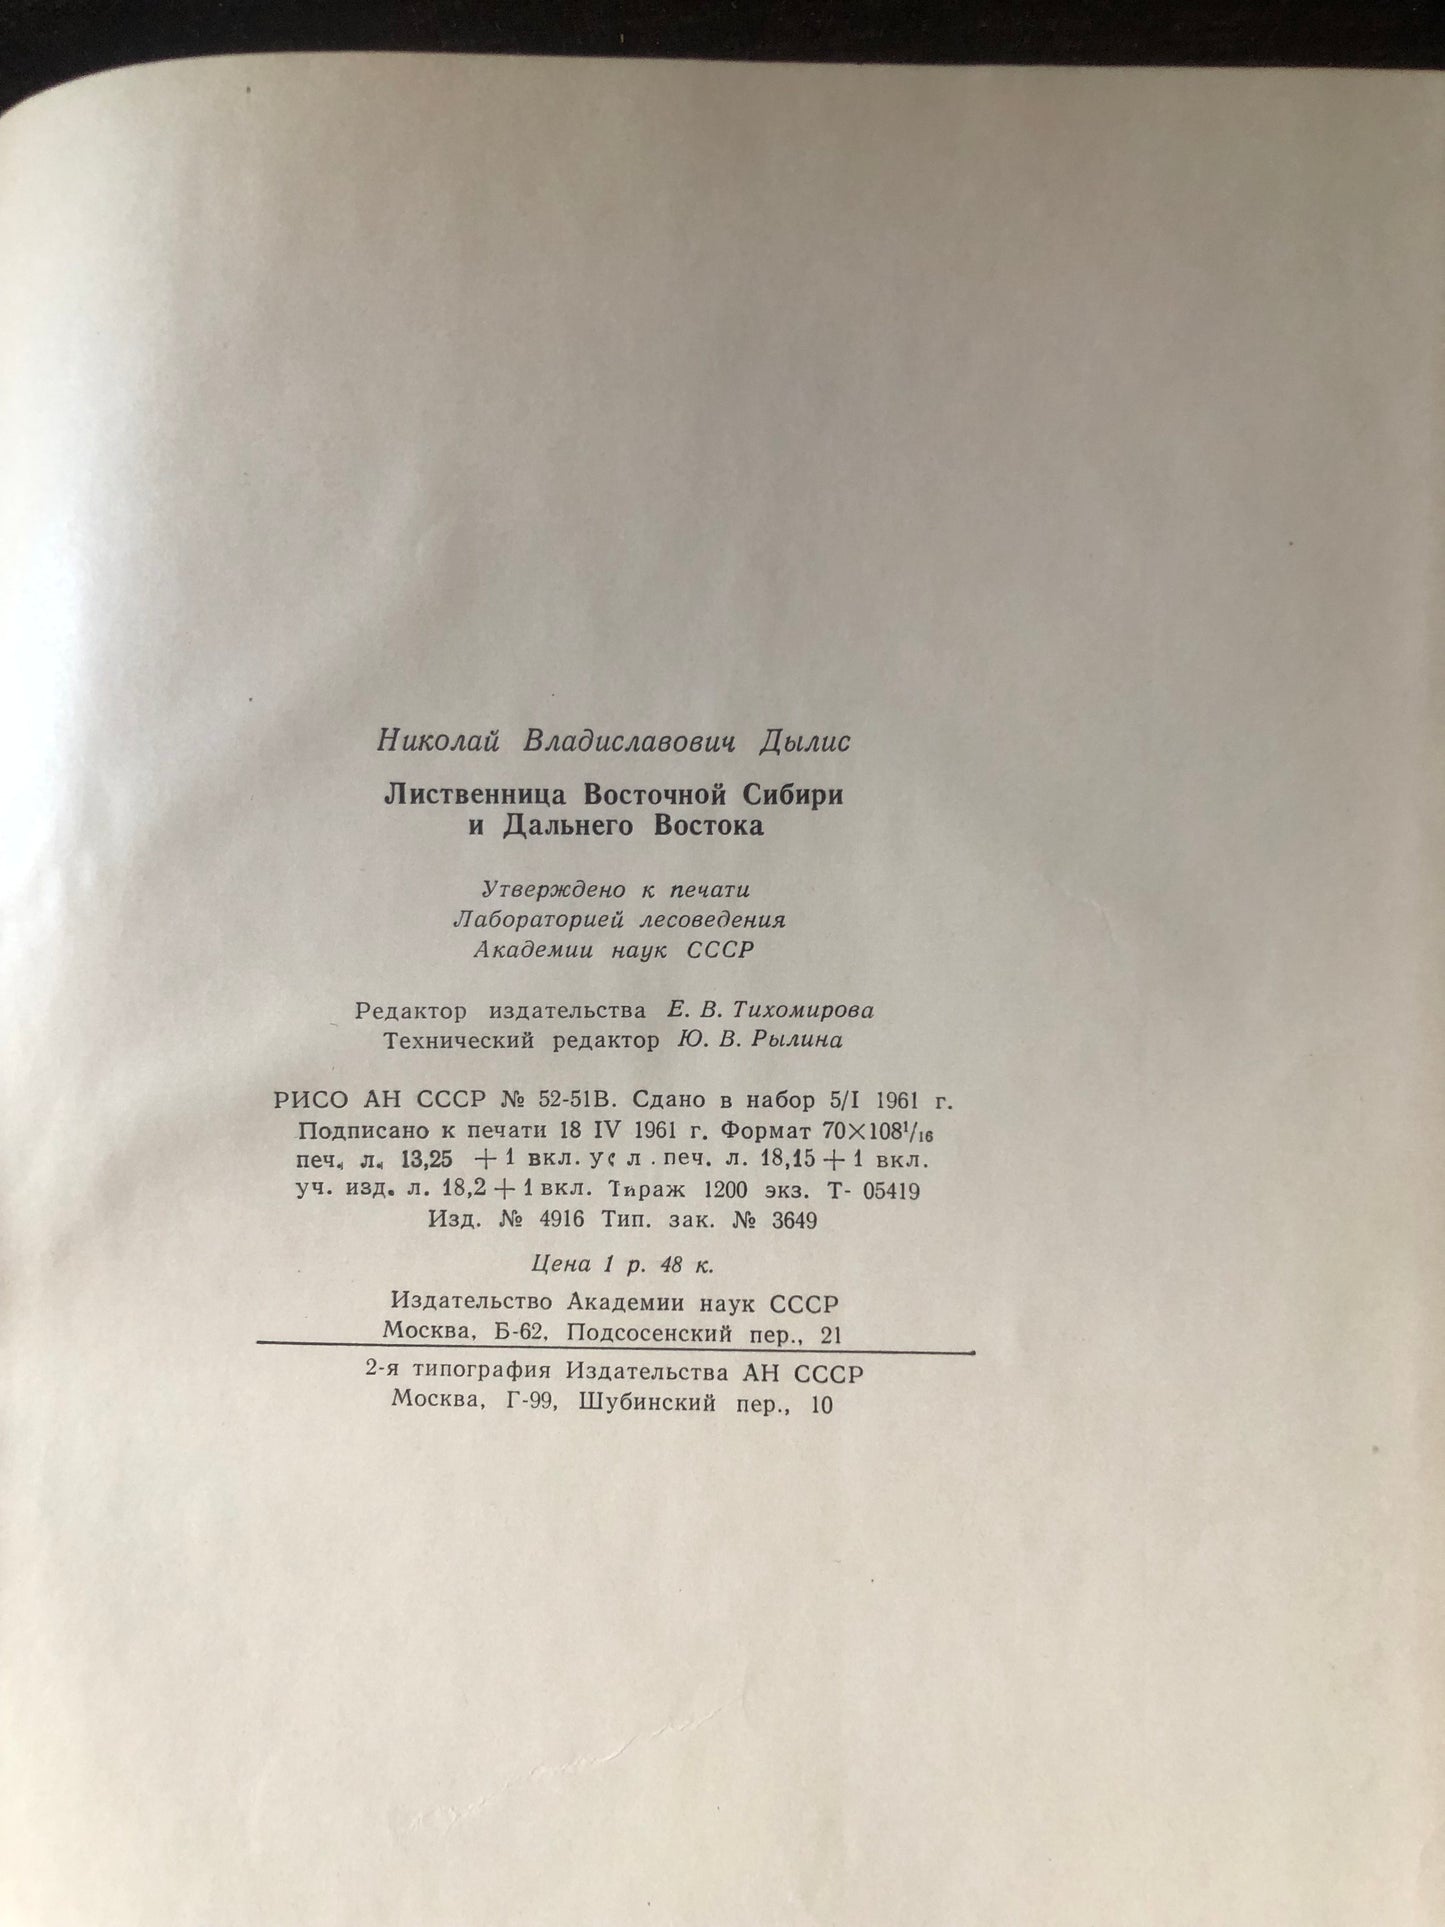 Николай Владиславович Дылис
Лиственница Восточной Сибири
и Дальнего Востока
Утверждено к печати
Лабораторией лесоведения
Академии наук СССР
Редактор издательства Е. В. Тихомирова
Технический редактор Ю. В. Рылина
РИСО АН СССР № 52-51В. Сдано в набор 5/I 1961 г.
Подписано к печати 18 IV 1961 г. Формат 70×108¹/₁₆
печ. л. 13,25 + 1 вкл. ус л . печ. л. 18,15 + 1 вкл.
уч. изд. л. 18,2 + 1 вкл. Тираж 1200 экз. Т- 05419
Изд. № 4916 Тип. зак. № 3649
Цена 1 р. 48 к.
Издательство Академии наук СССР
Москва, Б-62, Подсосенский пер., 21
2-я типография Издательства АН СССР
Москва, Г-99, Шубинский пер., 10